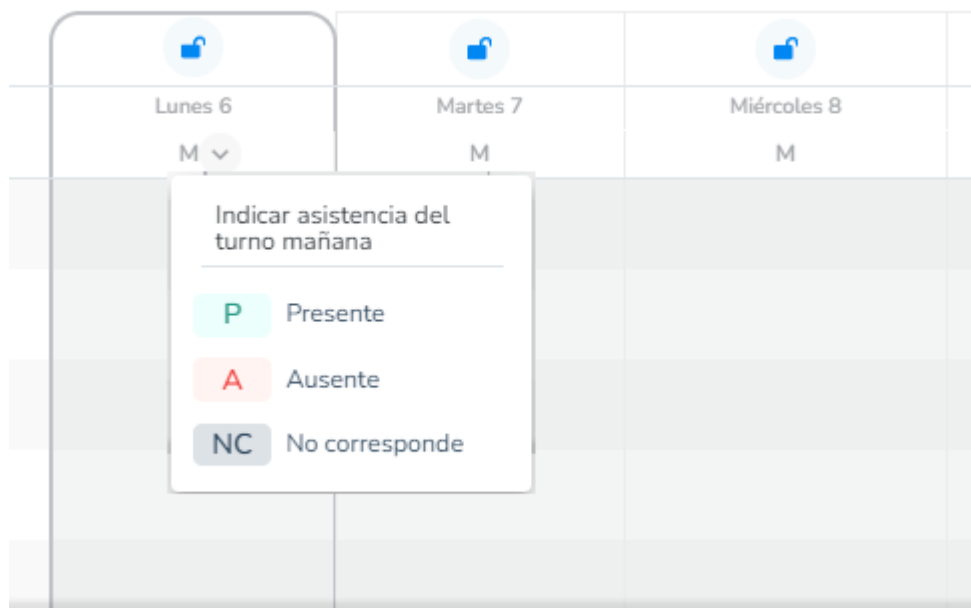 Lunes 6 Martes 7 Miércoles 8
M M M
Indicar asistencia del
turno mañana
P Presente
A Ausente
NC No corresponde